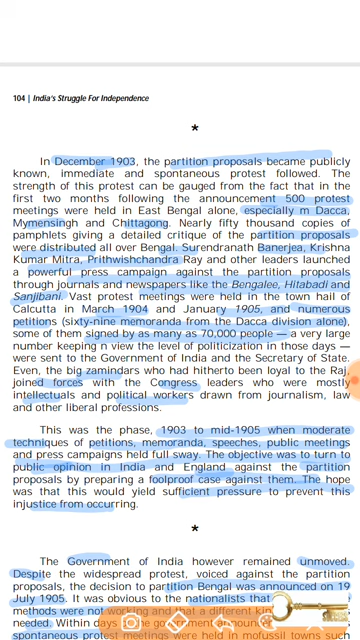 104 | India's Struggle For Independence
*
In December 1903, the partition proposals became publicly
known, immediate and spontaneous protest followed. The
strength of this protest can be gauged from the fact that in the
first two months following the announcement 500 protest
meetings were held in East Bengal alone, especially m Dacca,
Mymensingh and Chittagong. Nearly fifty thousand copies of
pamphlets giving a detailed critique of the partition proposals
were distributed all over Bengal. Surendranath Banerjea, Krishna
Kumar Mitra, Prithwishchandra Ray and other leaders launched
a powerful press campaign against the partition proposals
through journals and newspapers like the Bengalee, Hitabadi and
Sanjibani. Vast protest meetings were held in the town hall of
Calcutta in March 1904 and January 1905, and numerous
petitions (sixty-nine memoranda from the Dacca division alone),
some of them signed by as many as 70,000 people — a very large
number keeping n view the level of politicization in those days —
were sent to the Government of India and the Secretary of State.
Even, the big zamindars who had hitherto been loyal to the Raj,
joined forces with the Congress leaders who were mostly
intellectuals and political workers drawn from journalism, law
and other liberal professions.
This was the phase, 1903 to mid-1905 when moderate
techniques of petitions, memoranda, speeches, public meetings
and press campaigns held full sway. The objective was to turn to
public opinion in India and England against the partition
proposals by preparing a foolproof case against them. The hope
was that this would yield sufficient pressure to prevent this
injustice from occurring.
*
The Government of India however remained unmoved.
Despite the widespread protest, voiced against the partition
proposals, the decision to partition Bengal was announced on 19
July 1905. It was obvious to the nationalists that
methods were not working and that a different
needed. Within days the government
spontaneous protest meetings were held in mofussil towns such